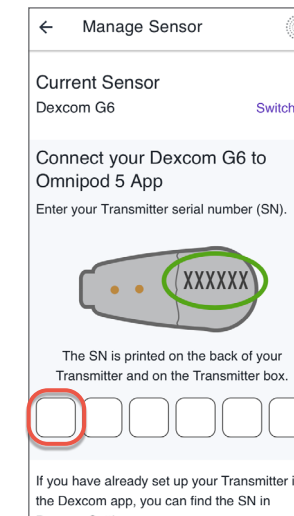 Manage Sensor
Current Sensor
Dexcom G6
Switch
Connect your Dexcom G6 to
Omnipod 5 App
Enter your Transmitter serial number (SN).
XXXXXX
The SN is printed on the back of your
Transmitter and on the Transmitter box.
If you have already set up your Transmitter i
the Dexcom app, you can find the SN in